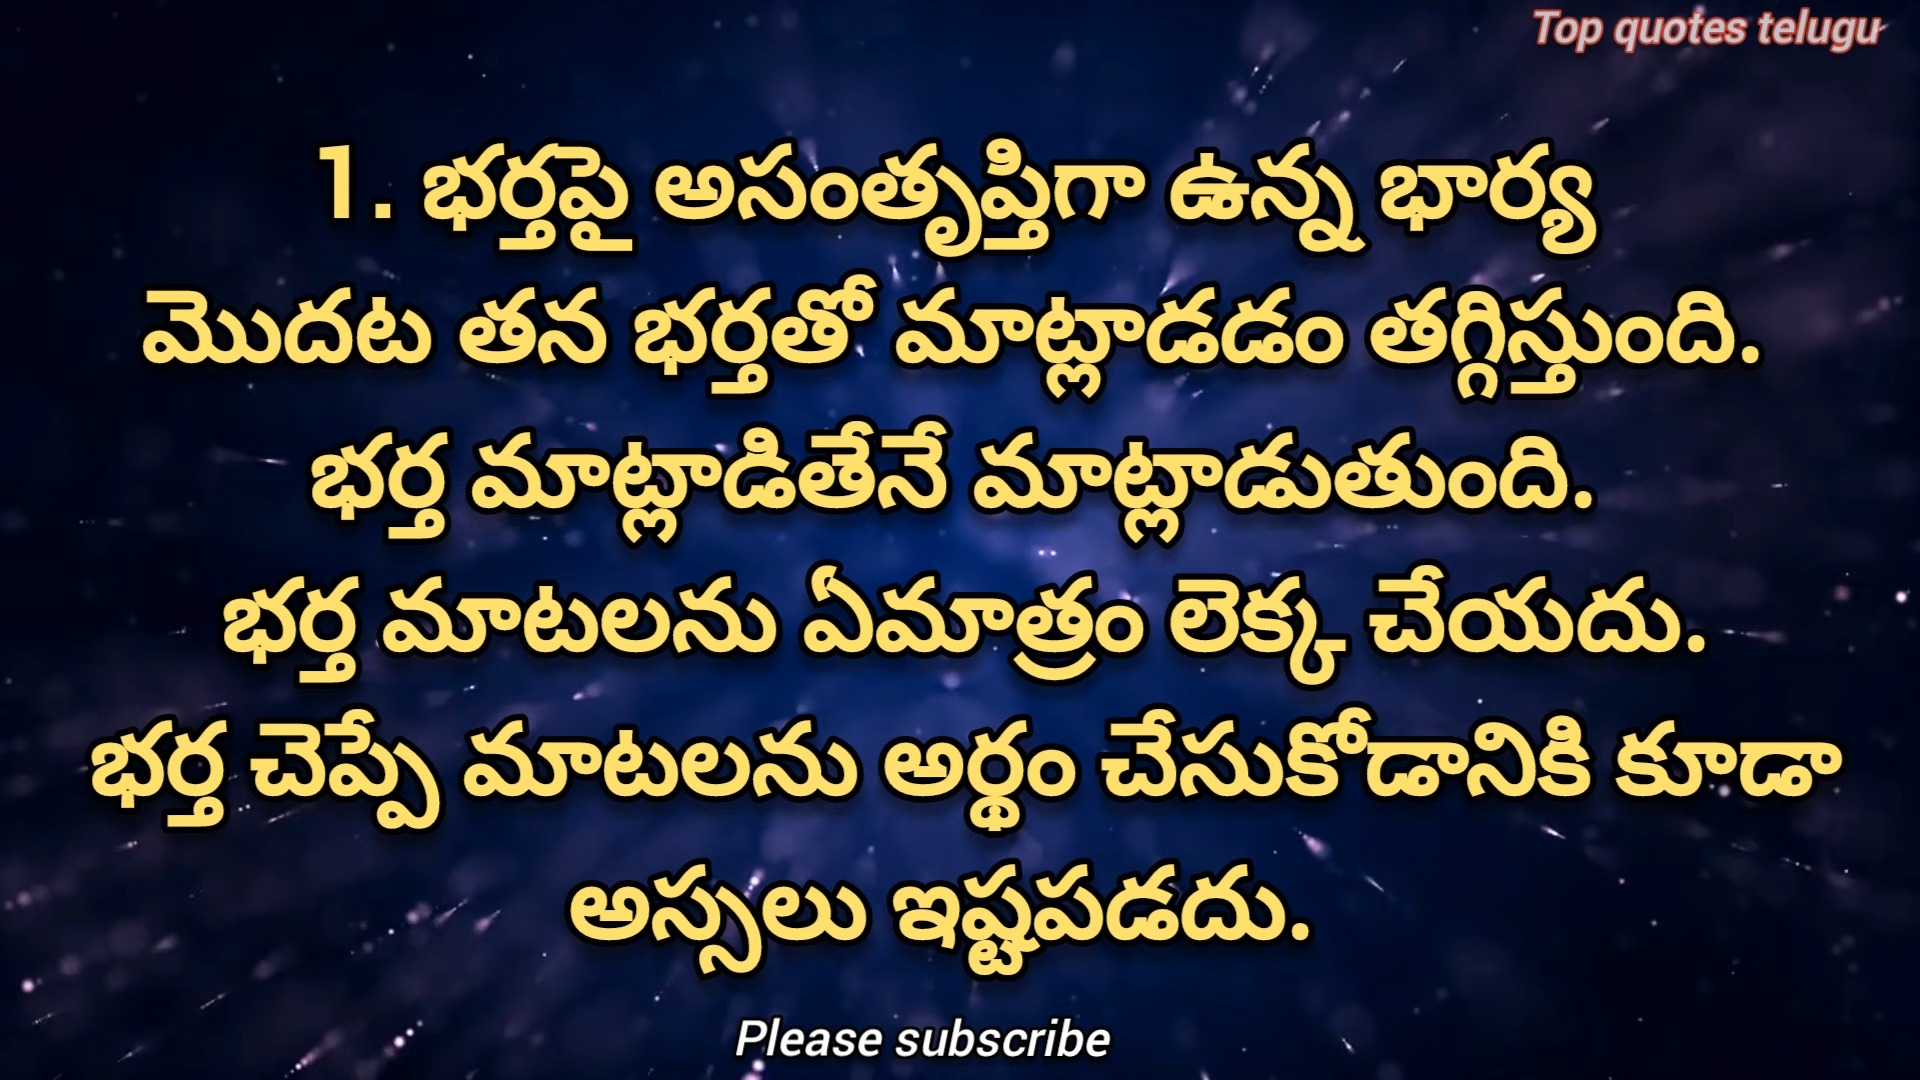 Top quotes telugu
1. భర్తపై అసంతృప్తిగా ఉన్న భార్య
మొదట తన భర్తతో మాట్లాడడం తగ్గిస్తుంది.
భర్త మాట్లాడితేనే మాట్లాడుతుంది.
భర్త మాటలను ఏమాత్రం లెక్క చేయదు.
భర్త చెప్పే మాటలను అర్థం చేసుకోడానికి కూడా
అస్సలు ఇష్టపడదు.
Please subscribe